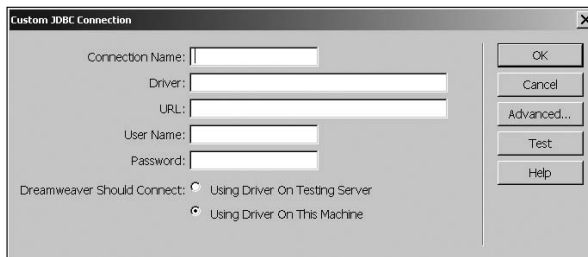 Custom JDBC Connection
Connection Name:
Driver:
URL:
User Name:
Password:
Dreamweaver Should Connect: Using Driver On Testing Server
Using Driver On This Machine
OK
Cancel
Advanced...
Test
Help